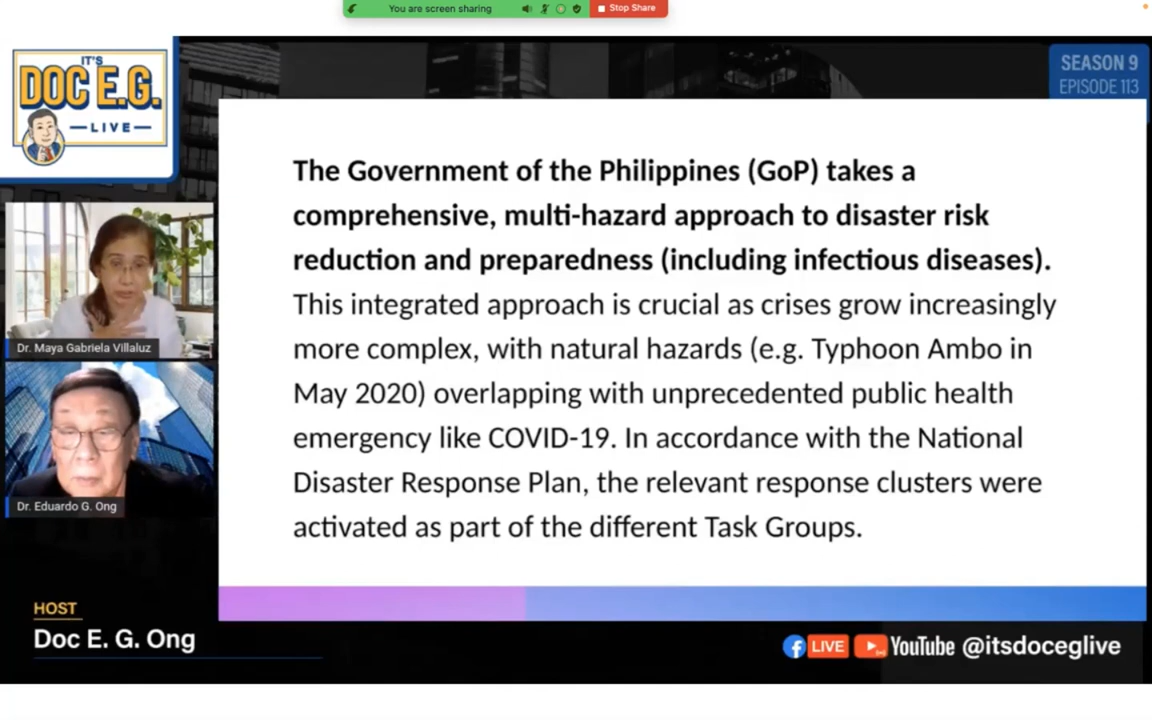 You are screen sharing
Stop Share
IT'S
DOC E.G.
LIVE
SEASON 9
EPISODE 113
The Government of the Philippines (GoP) takes a
comprehensive, multi-hazard approach to disaster risk
reduction and preparedness (including infectious diseases).
This integrated approach is crucial as crises grow increasingly
more complex, with natural hazards (e.g. Typhoon Ambo in
May 2020) overlapping with unprecedented public health
emergency like COVID-19. In accordance with the National
Disaster Response Plan, the relevant response clusters were
activated as part of the different Task Groups.
Dr. Maya Gabriela Villaluz
Dr. Eduardo G. Ong
HOST
Doc E. G. Ong
LIVE YouTube @itsdoceglive